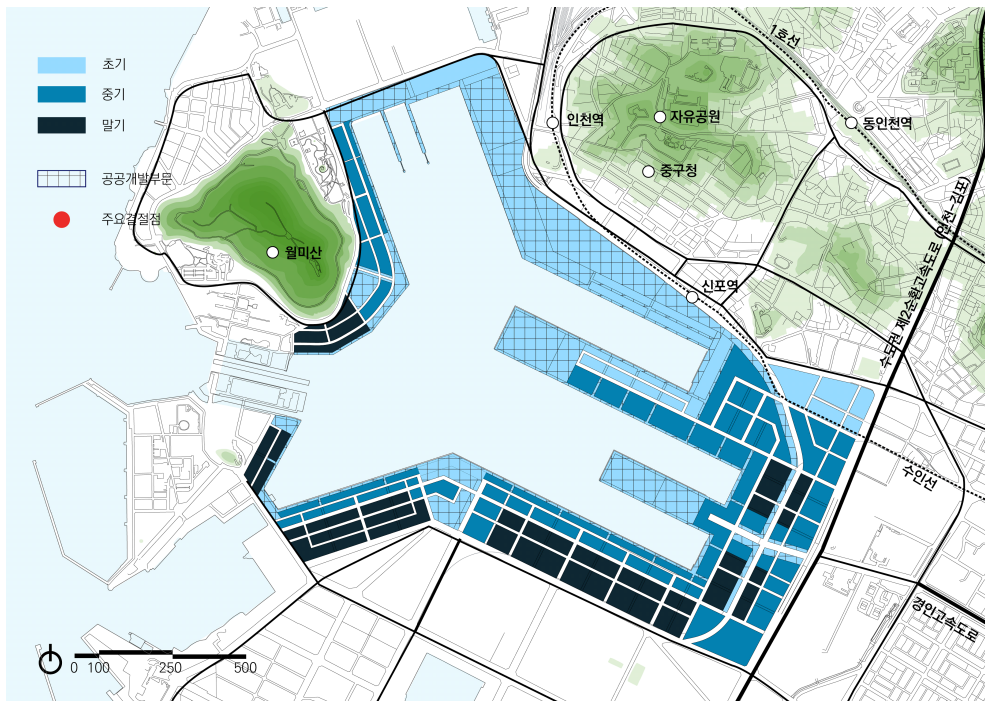 초기
중기
말기
공공개발부문
주요결절점
1호선
인천역
자유공원
동인천역
중구청
월미산
신포역
수도권 제2순환고속도로 (인천-김포)
수인선
경인고속도로
0 100 250 500